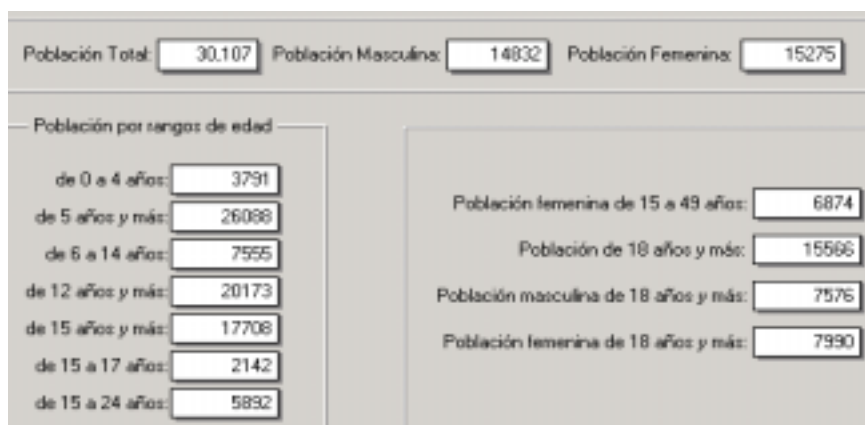 Población Total: 30,107 Población Masculina: 14832 Población Femenina: 15275
Población por rangos de edad
de 0 a 4 años: 3791
de 5 años y más: 26088
de 6 a 14 años: 7555
de 12 años y más: 20173
de 15 años y más: 17708
de 15 a 17 años: 2142
de 15 a 24 años: 5892
Población femenina de 15 a 49 años: 6874
Población de 18 años y más: 15566
Población masculina de 18 años y más: 7576
Población femenina de 18 años y más: 7990